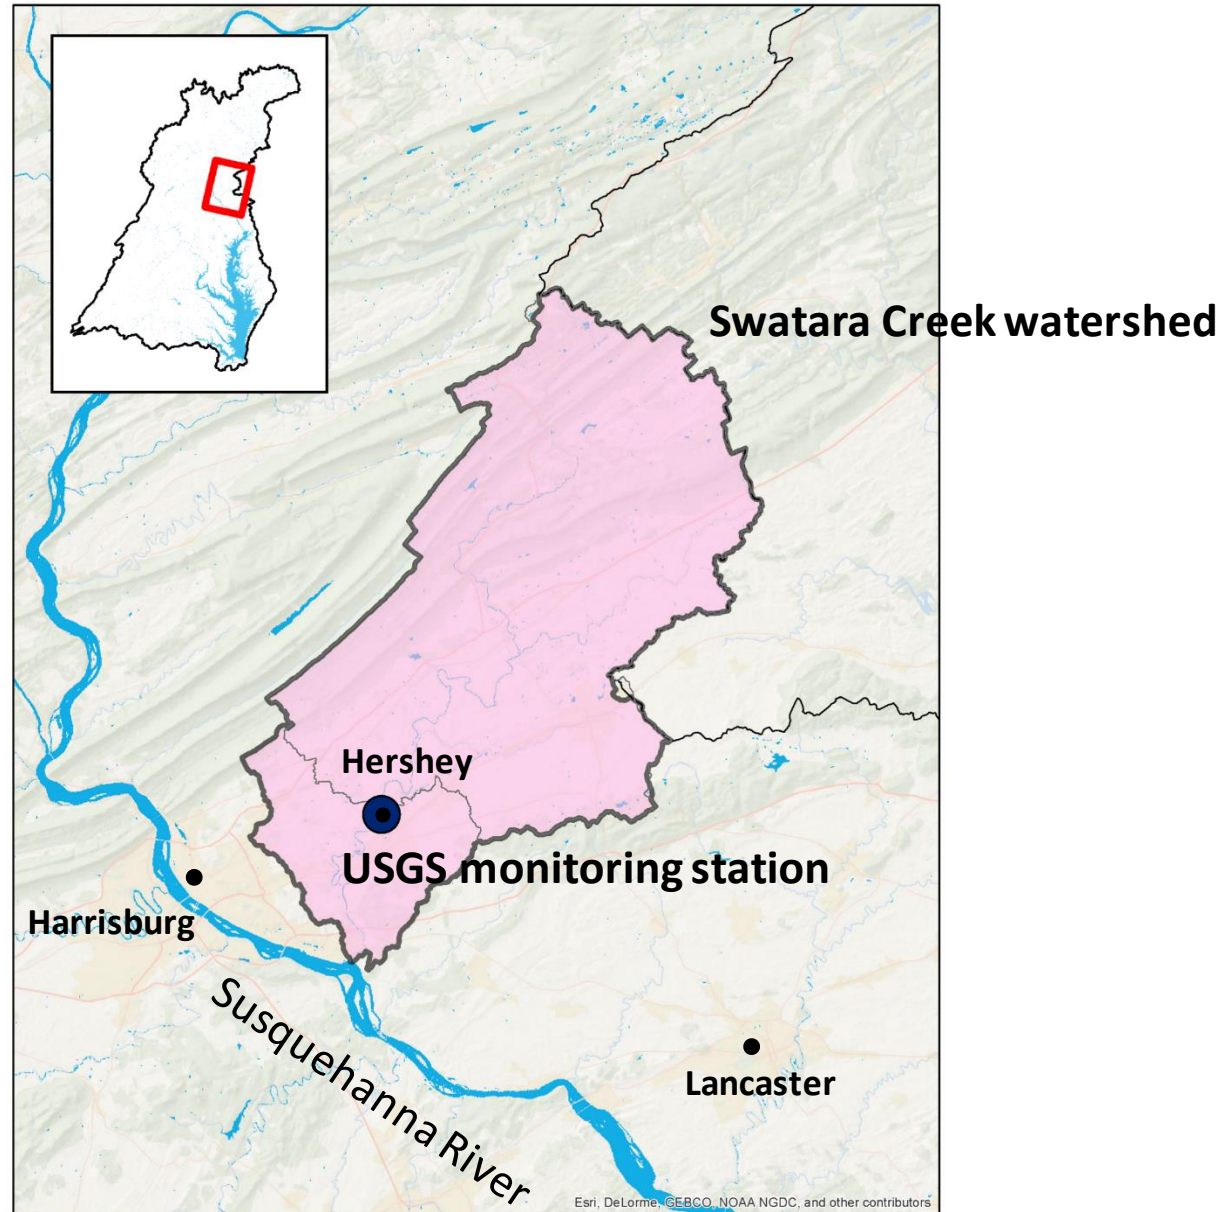 Swatara Creek watershed
Hershey
USGS monitoring station
Harrisburg
Susquehanna River
Lancaster
Esri, DeLorme, GEBCO, NOAA NGDC, and other contributors